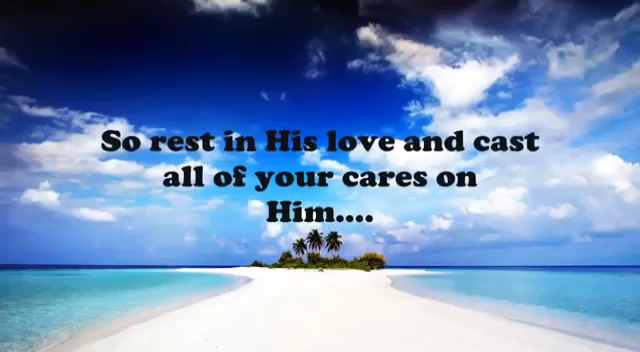 So rest in His love and cast
all of your cares on
Him....